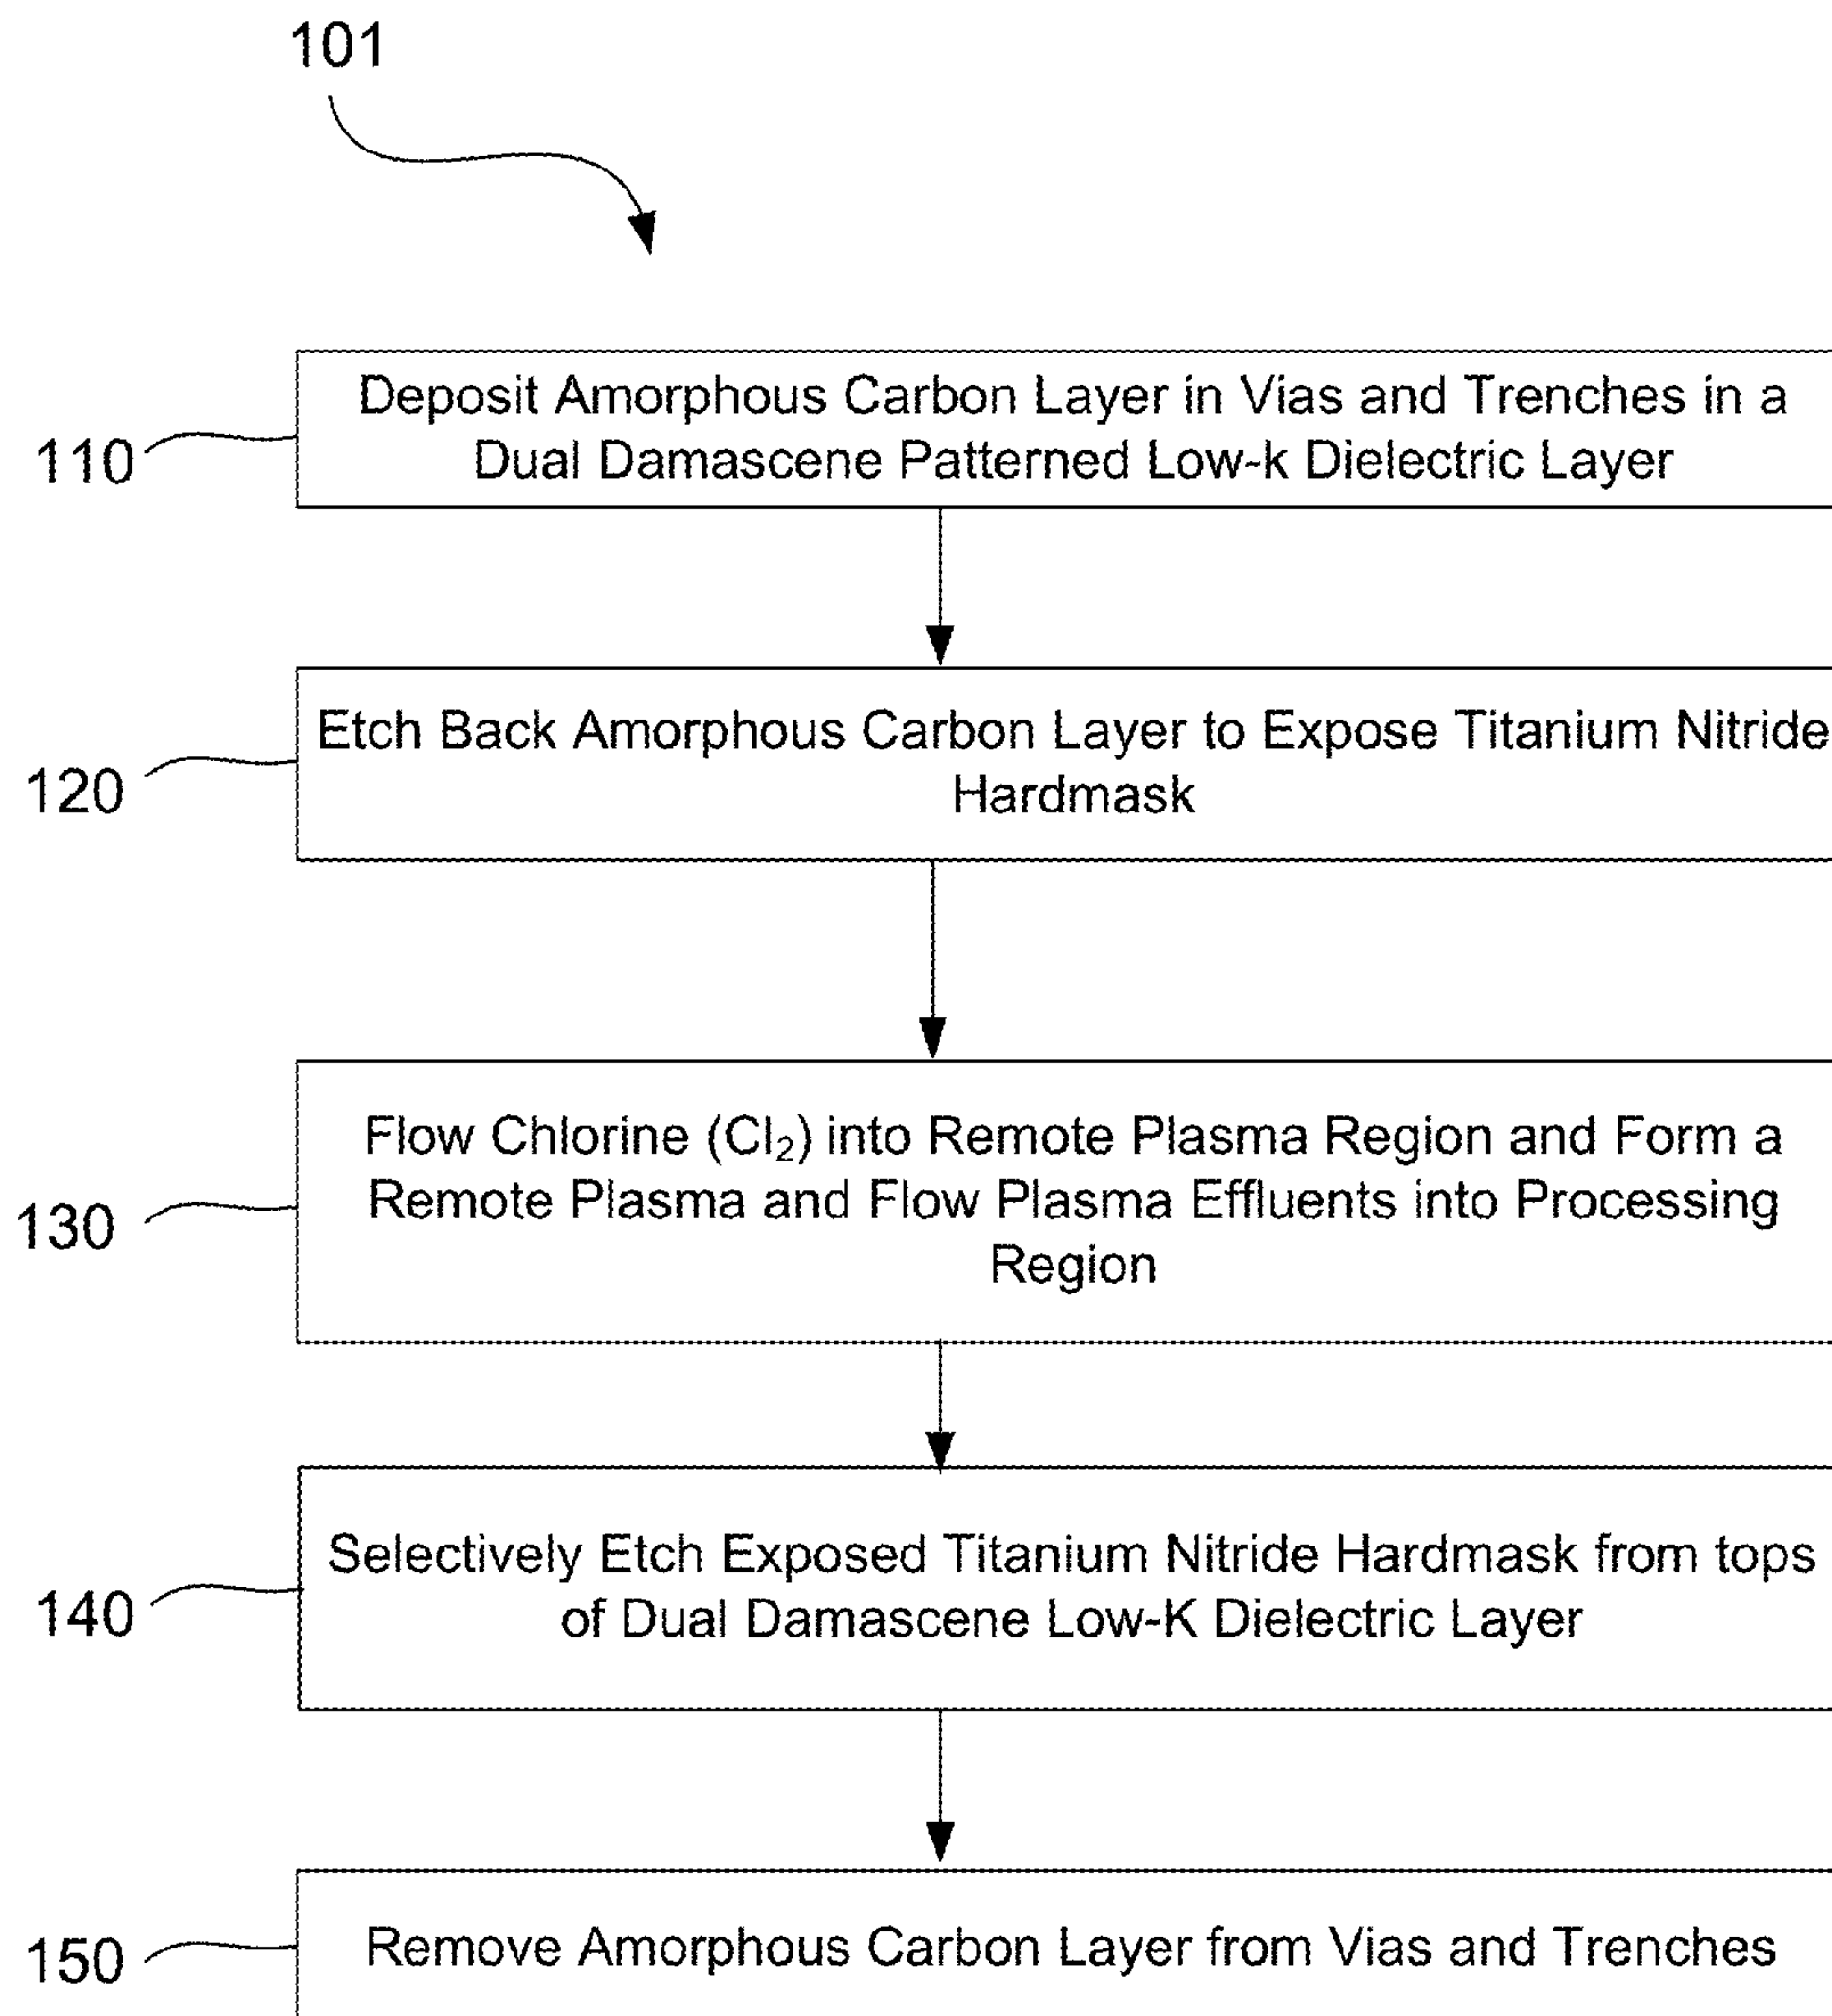 101
110
Deposit Amorphous Carbon Layer in Vias and Trenches in a
Dual Damascene Patterned Low-k Dielectric Layer
120
Etch Back Amorphous Carbon Layer to Expose Titanium Nitride
Hardmask
130
Flow Chlorine (Cl₂) into Remote Plasma Region and Form a
Remote Plasma and Flow Plasma Effluents into Processing
Region
140
Selectively Etch Exposed Titanium Nitride Hardmask from tops
of Dual Damascene Low-K Dielectric Layer
150
Remove Amorphous Carbon Layer from Vias and Trenches